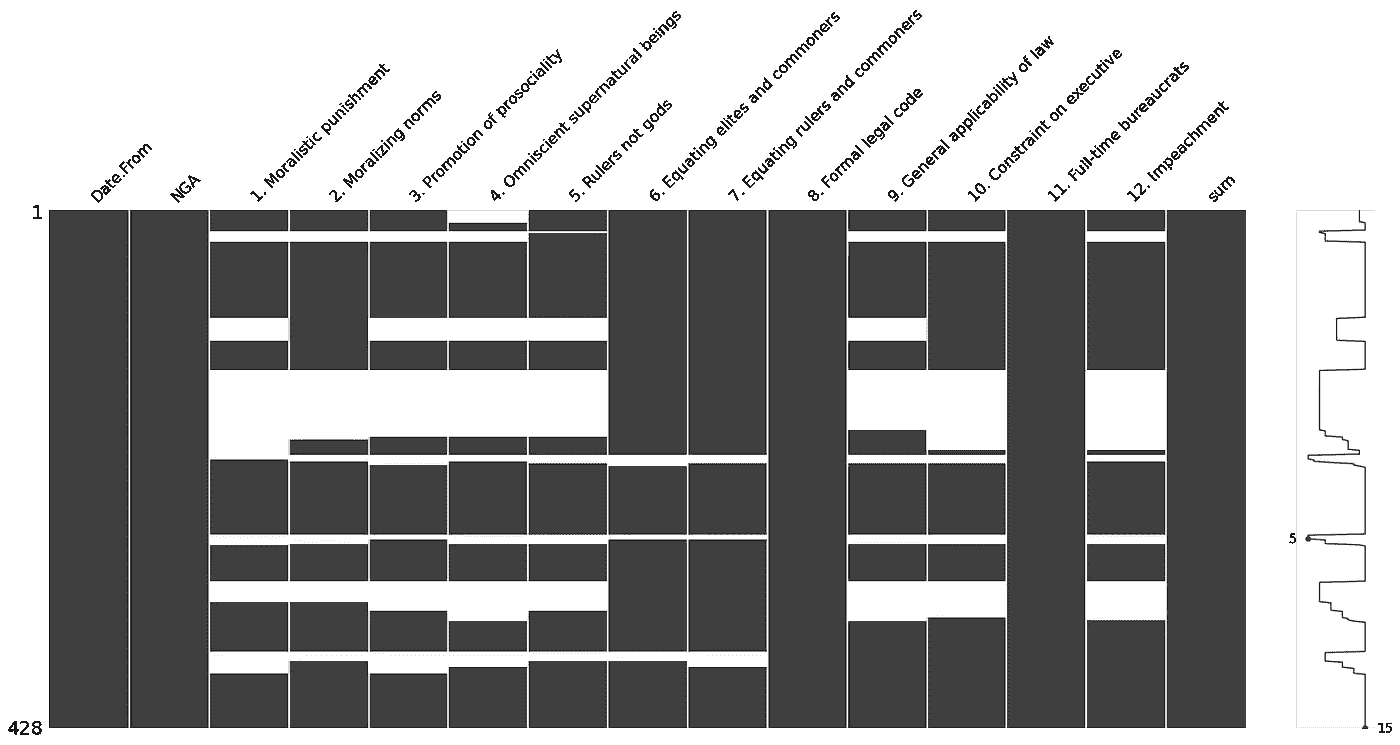 Date.From
NGA
1. Moralistic punishment
2. Moralizing norms
3. Promotion of prosociality
4. Omniscient supernatural beings
5. Rulers not gods
6. Equating elites and commoners
7. Equating rulers and commoners
8. Formal legal code
9. General applicability of law
10. Constraint on executive
11. Full-time bureaucrats
12. Impeachment
sum
1
5
428
15